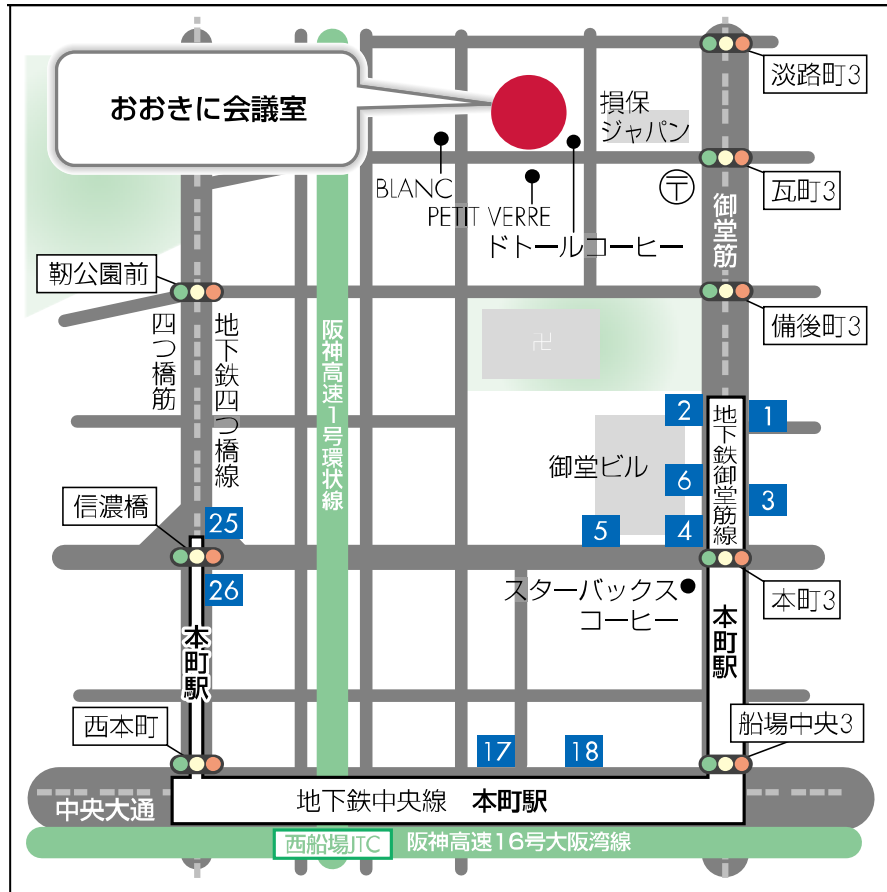 淡路町3
おおきに会議室
損保
ジャパン
BLANC
PETIT VERRE
ドトールコーヒー
〒
瓦町3
御堂筋
靭公園前
備後町3
四つ橋筋
地下鉄四つ橋線
阪神高速1号環状線
卍
2
1
地下鉄御堂筋線
御堂ビル
6
3
信濃橋
25
5
4
26
スターバックス
コーヒー
本町3
本町駅
本町駅
西本町
17
18
船場中央3
中央大通
地下鉄中央線 本町駅
西船場JTC
阪神高速16号大阪湾線